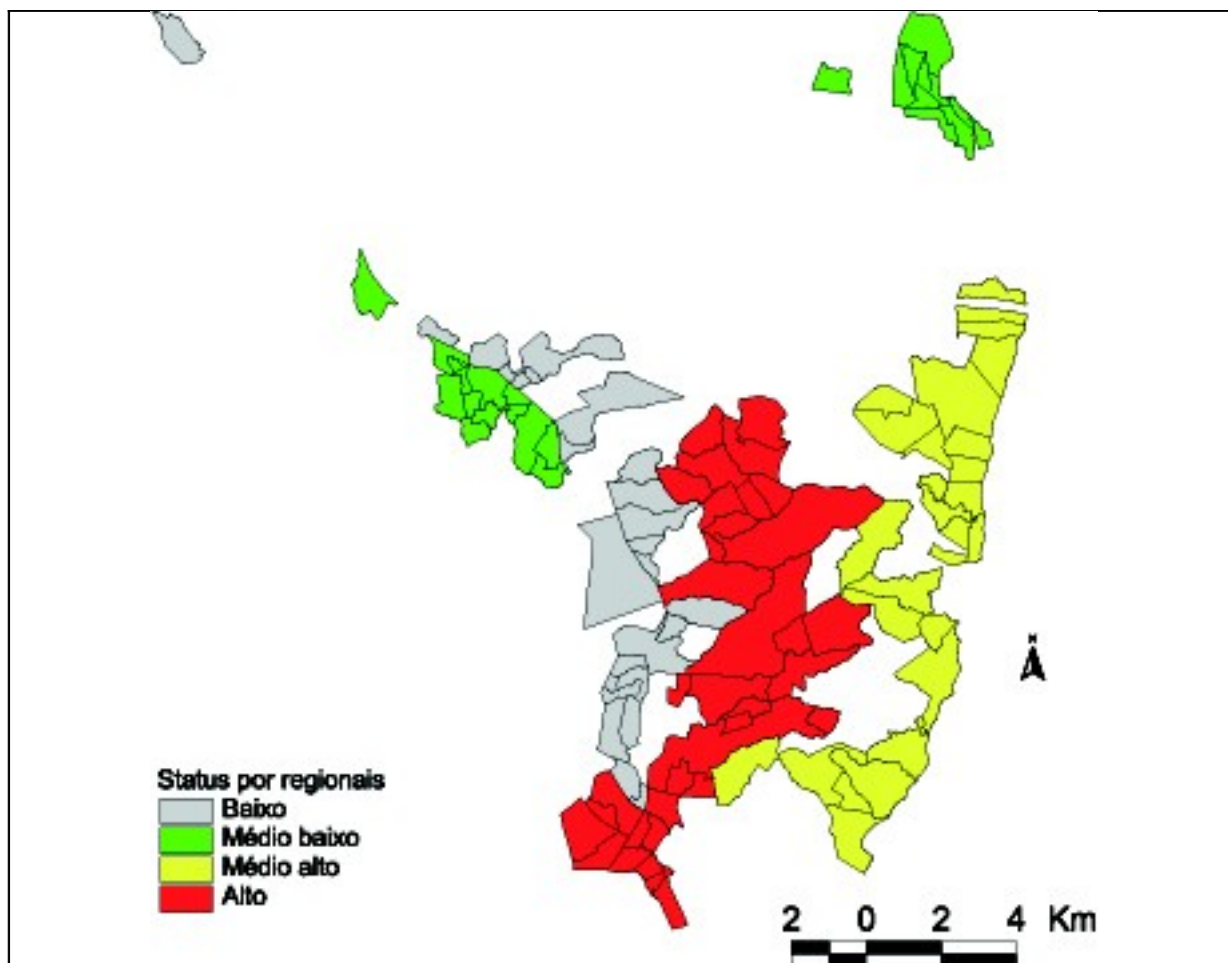 N
Status por regionais
Baixo
Médio baixo
Médio alto
Alto
2 0 2 4 Km